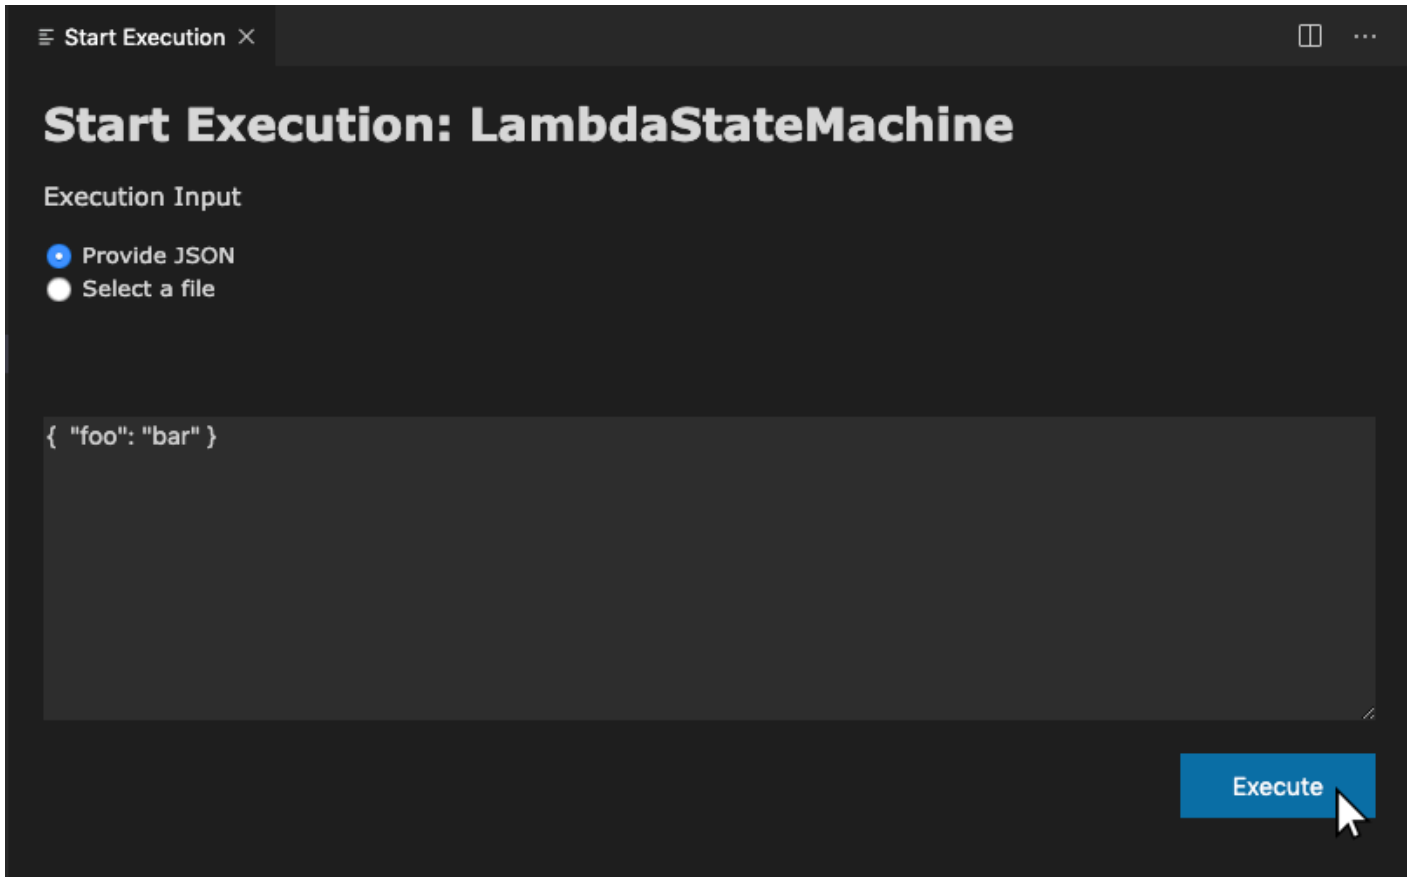 Start Execution
Start Execution: LambdaStateMachine
Execution Input
Provide JSON
Select a file
{  "foo": "bar" }
Execute